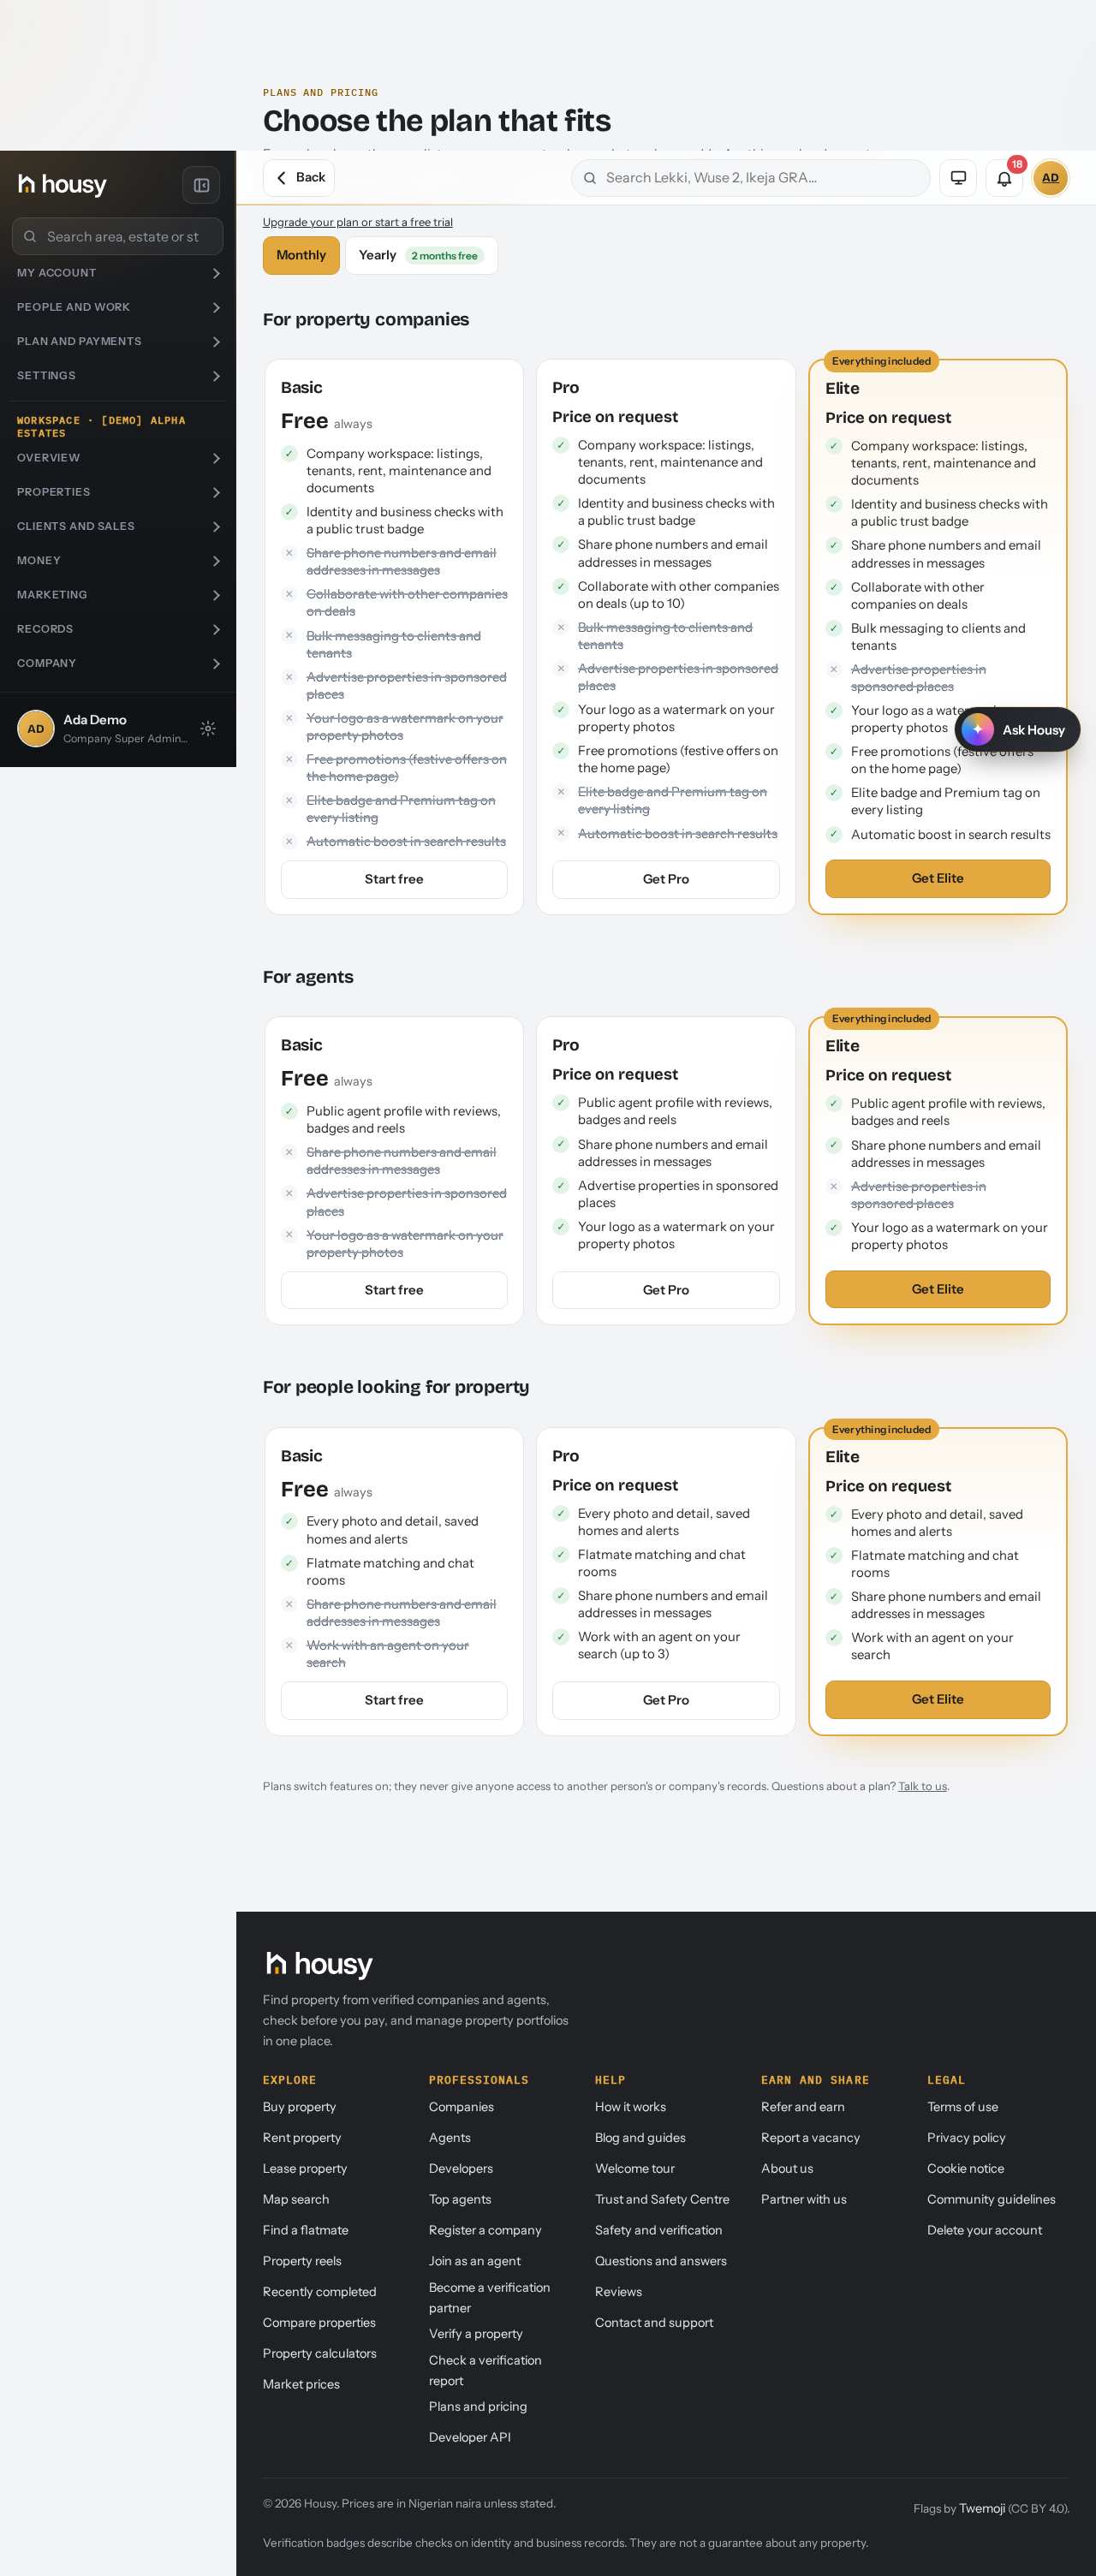 PLANS AND PRICING
Choose the plan that fits
housy
Search area, estate or st
MY ACCOUNT
PEOPLE AND WORK
PLAN AND PAYMENTS
SETTINGS
WORKSPACE · [DEMO] ALPHA
ESTATES
OVERVIEW
PROPERTIES
CLIENTS AND SALES
MONEY
MARKETING
RECORDS
COMPANY
AD
Ada Demo
Company Super Admin...
Back
Search Lekki, Wuse 2, Ikeja GRA...
18
AD
Upgrade your plan or start a free trial
Monthly
Yearly 2 months free
For property companies
Basic
Free always
Company workspace: listings,
tenants, rent, maintenance and
documents
Identity and business checks with
a public trust badge
Share phone numbers and email
addresses in messages
Collaborate with other companies
on deals
Bulk messaging to clients and
tenants
Advertise properties in sponsored
places
Your logo as a watermark on your
property photos
Free promotions (festive offers on
the home page)
Elite badge and Premium tag on
every listing
Automatic boost in search results
Start free
Pro
Price on request
Company workspace: listings,
tenants, rent, maintenance and
documents
Identity and business checks with
a public trust badge
Share phone numbers and email
addresses in messages
Collaborate with other companies
on deals (up to 10)
Bulk messaging to clients and
tenants
Advertise properties in sponsored
places
Your logo as a watermark on your
property photos
Free promotions (festive offers on
the home page)
Elite badge and Premium tag on
every listing
Automatic boost in search results
Get Pro
Everything included
Elite
Price on request
Company workspace: listings,
tenants, rent, maintenance and
documents
Identity and business checks with
a public trust badge
Share phone numbers and email
addresses in messages
Collaborate with other
companies on deals
Bulk messaging to clients and
tenants
Advertise properties in
sponsored places
Your logo as a
property photos
Ask Housy
Free promotions (festive offers
on the home page)
Elite badge and Premium tag on
every listing
Automatic boost in search results
Get Elite
For agents
Basic
Free always
Public agent profile with reviews,
badges and reels
Share phone numbers and email
addresses in messages
Advertise properties in sponsored
places
Your logo as a watermark on your
property photos
Start free
Pro
Price on request
Public agent profile with reviews,
badges and reels
Share phone numbers and email
addresses in messages
Advertise properties in sponsored
places
Your logo as a watermark on your
property photos
Get Pro
Everything included
Elite
Price on request
Public agent profile with reviews,
badges and reels
Share phone numbers and email
addresses in messages
Advertise properties in
sponsored places
Your logo as a watermark on your
property photos
Get Elite
For people looking for property
Basic
Free always
Every photo and detail, saved
homes and alerts
Flatmate matching and chat
rooms
Share phone numbers and email
addresses in messages
Work with an agent on your
search
Start free
Pro
Price on request
Every photo and detail, saved
homes and alerts
Flatmate matching and chat
rooms
Share phone numbers and email
addresses in messages
Work with an agent on your
search (up to 3)
Get Pro
Everything included
Elite
Price on request
Every photo and detail, saved
homes and alerts
Flatmate matching and chat
rooms
Share phone numbers and email
addresses in messages
Work with an agent on your
search
Get Elite
Plans switch features on; they never give anyone access to another person's or company's records. Questions about a plan? Talk to us.
housy
Find property from verified companies and agents,
check before you pay, and manage property portfolios
in one place.
EXPLORE
Buy property
Rent property
Lease property
Map search
Find a flatmate
Property reels
Recently completed
Compare properties
Property calculators
Market prices
PROFESSIONALS
Companies
Agents
Developers
Top agents
Register a company
Join as an agent
Become a verification
partner
Verify a property
Check a verification
report
Plans and pricing
Developer API
HELP
How it works
Blog and guides
Welcome tour
Trust and Safety Centre
Safety and verification
Questions and answers
Reviews
Contact and support
EARN AND SHARE
Refer and earn
Report a vacancy
About us
Partner with us
LEGAL
Terms of use
Privacy policy
Cookie notice
Community guidelines
Delete your account
© 2026 Housy. Prices are in Nigerian naira unless stated.
Flags by Twemoji (CC BY 4.0).
Verification badges describe checks on identity and business records. They are not a guarantee about any property.